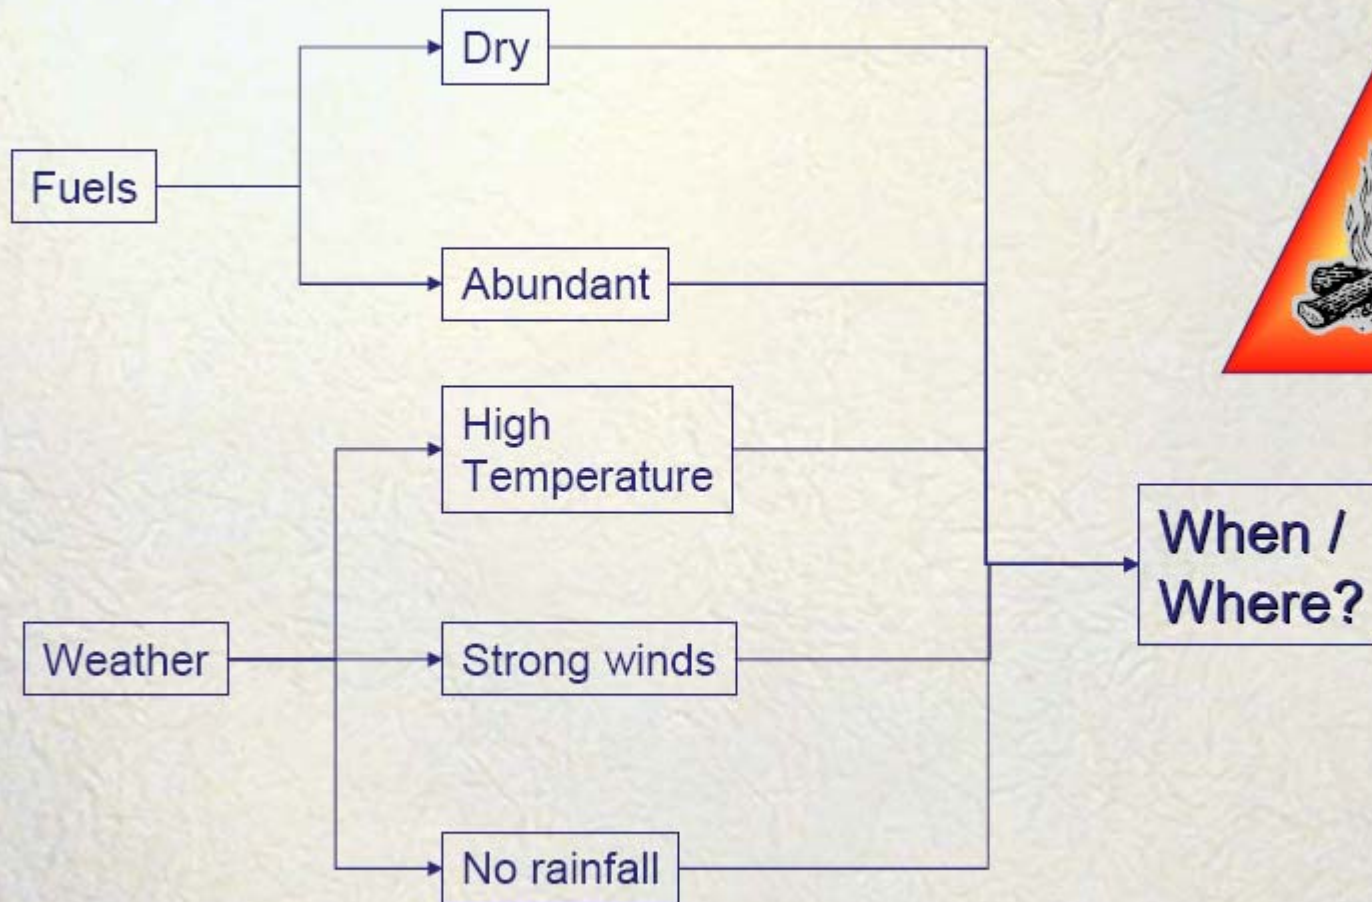 Dry
Fuels
Abundant
High
Temperature
When /
Where?
Weather
Strong winds
No rainfall